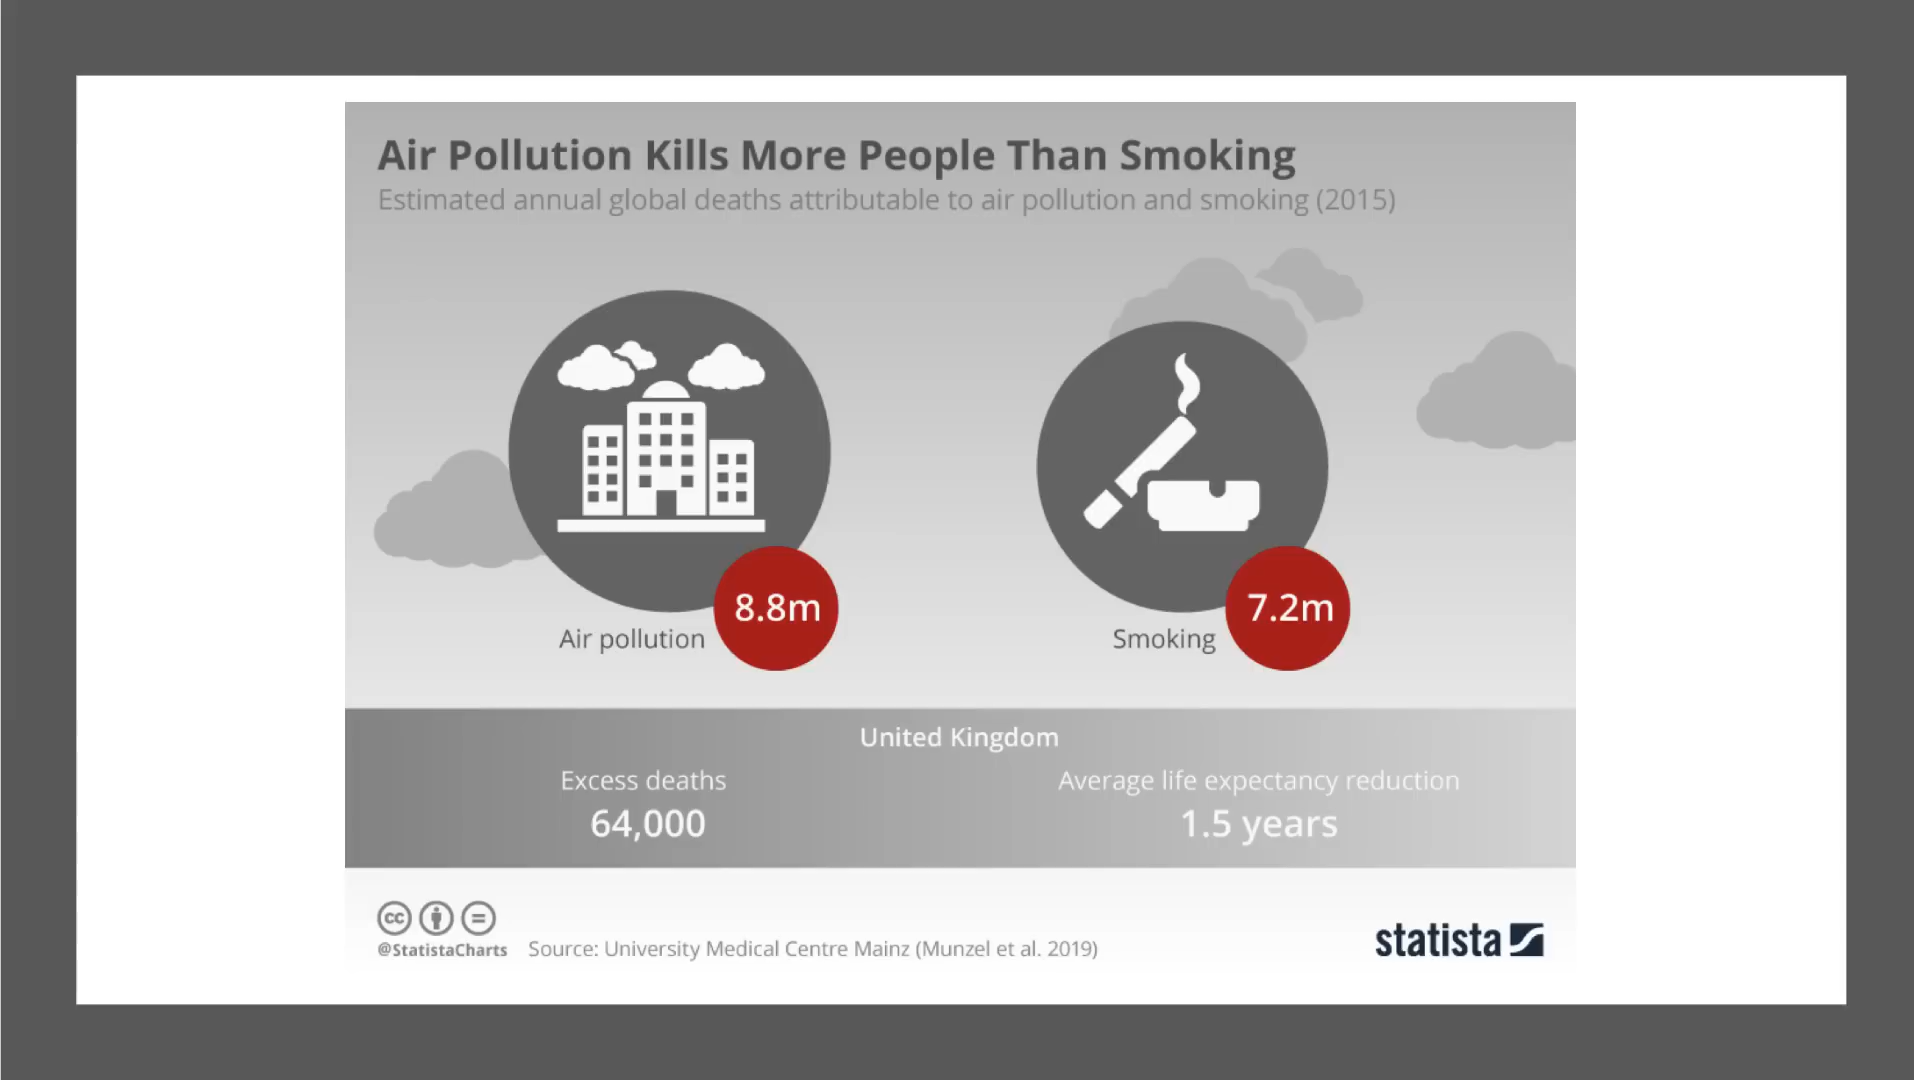 Air Pollution Kills More People Than Smoking
Estimated annual global deaths attributable to air pollution and smoking (2015)
8.8m
Air pollution
7.2m
Smoking
United Kingdom
Excess deaths
64,000
Average life expectancy reduction
1.5 years
cc
@StatistaCharts
Source: University Medical Centre Mainz (Munzel et al. 2019)
statista